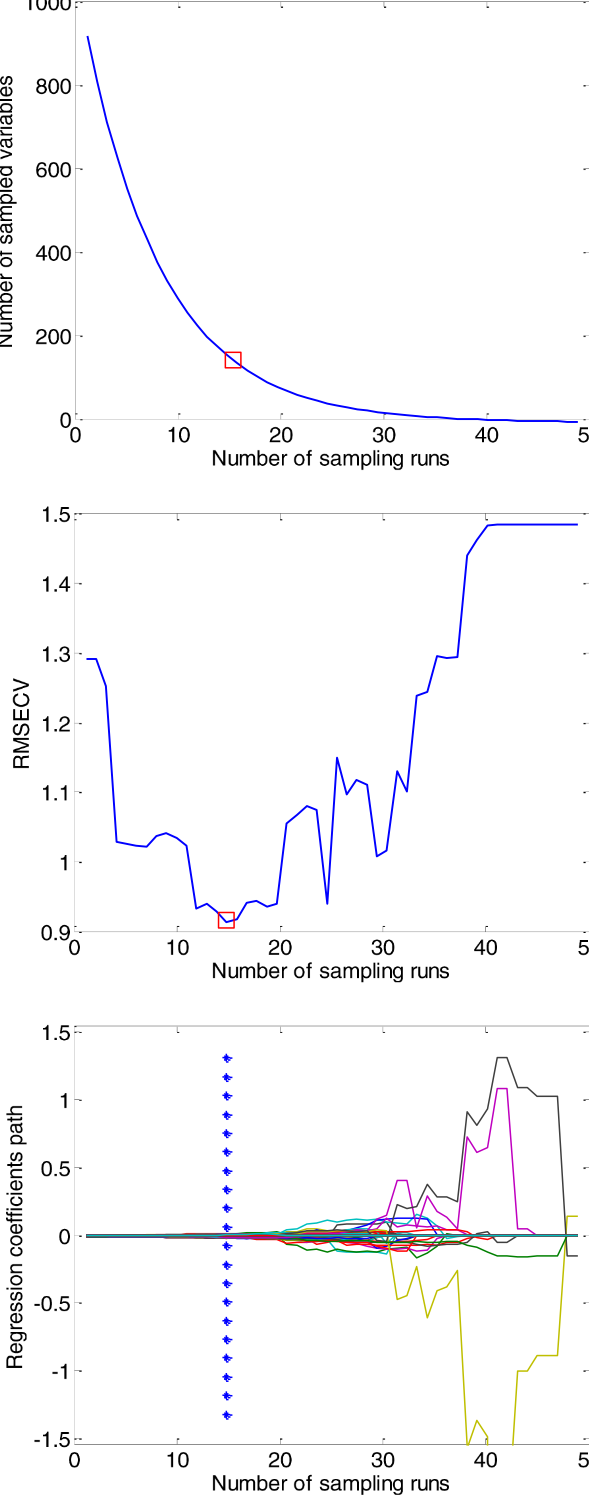 1000
800
600
400
200
0
0 10 20 30 40 5
Number of sampling runs
Number of sampled variables
1.5
1.4
1.3
1.2
1.1
1
0.9
0 10 20 30 40 5
Number of sampling runs
RMSECV
1.5
1
0.5
0
-0.5
-1
-1.5
0 10 20 30 40 5
Number of sampling runs
Regression coefficients path